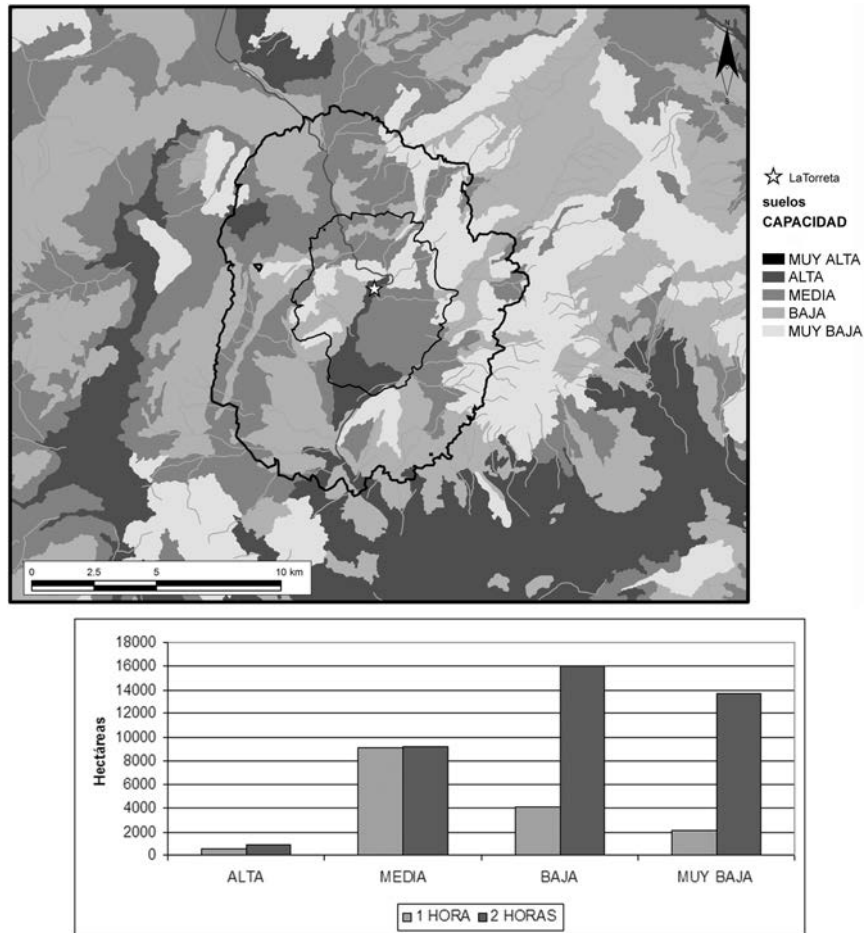 N
S
LaTorreta
suelos
CAPACIDAD
MUY ALTA
ALTA
MEDIA
BAJA
MUY BAJA
0 2.5 5 10 km
18000
16000
14000
12000
10000
8000
6000
4000
2000
0
Hectáreas
ALTA MEDIA BAJA MUY BAJA
1 HORA 2 HORAS